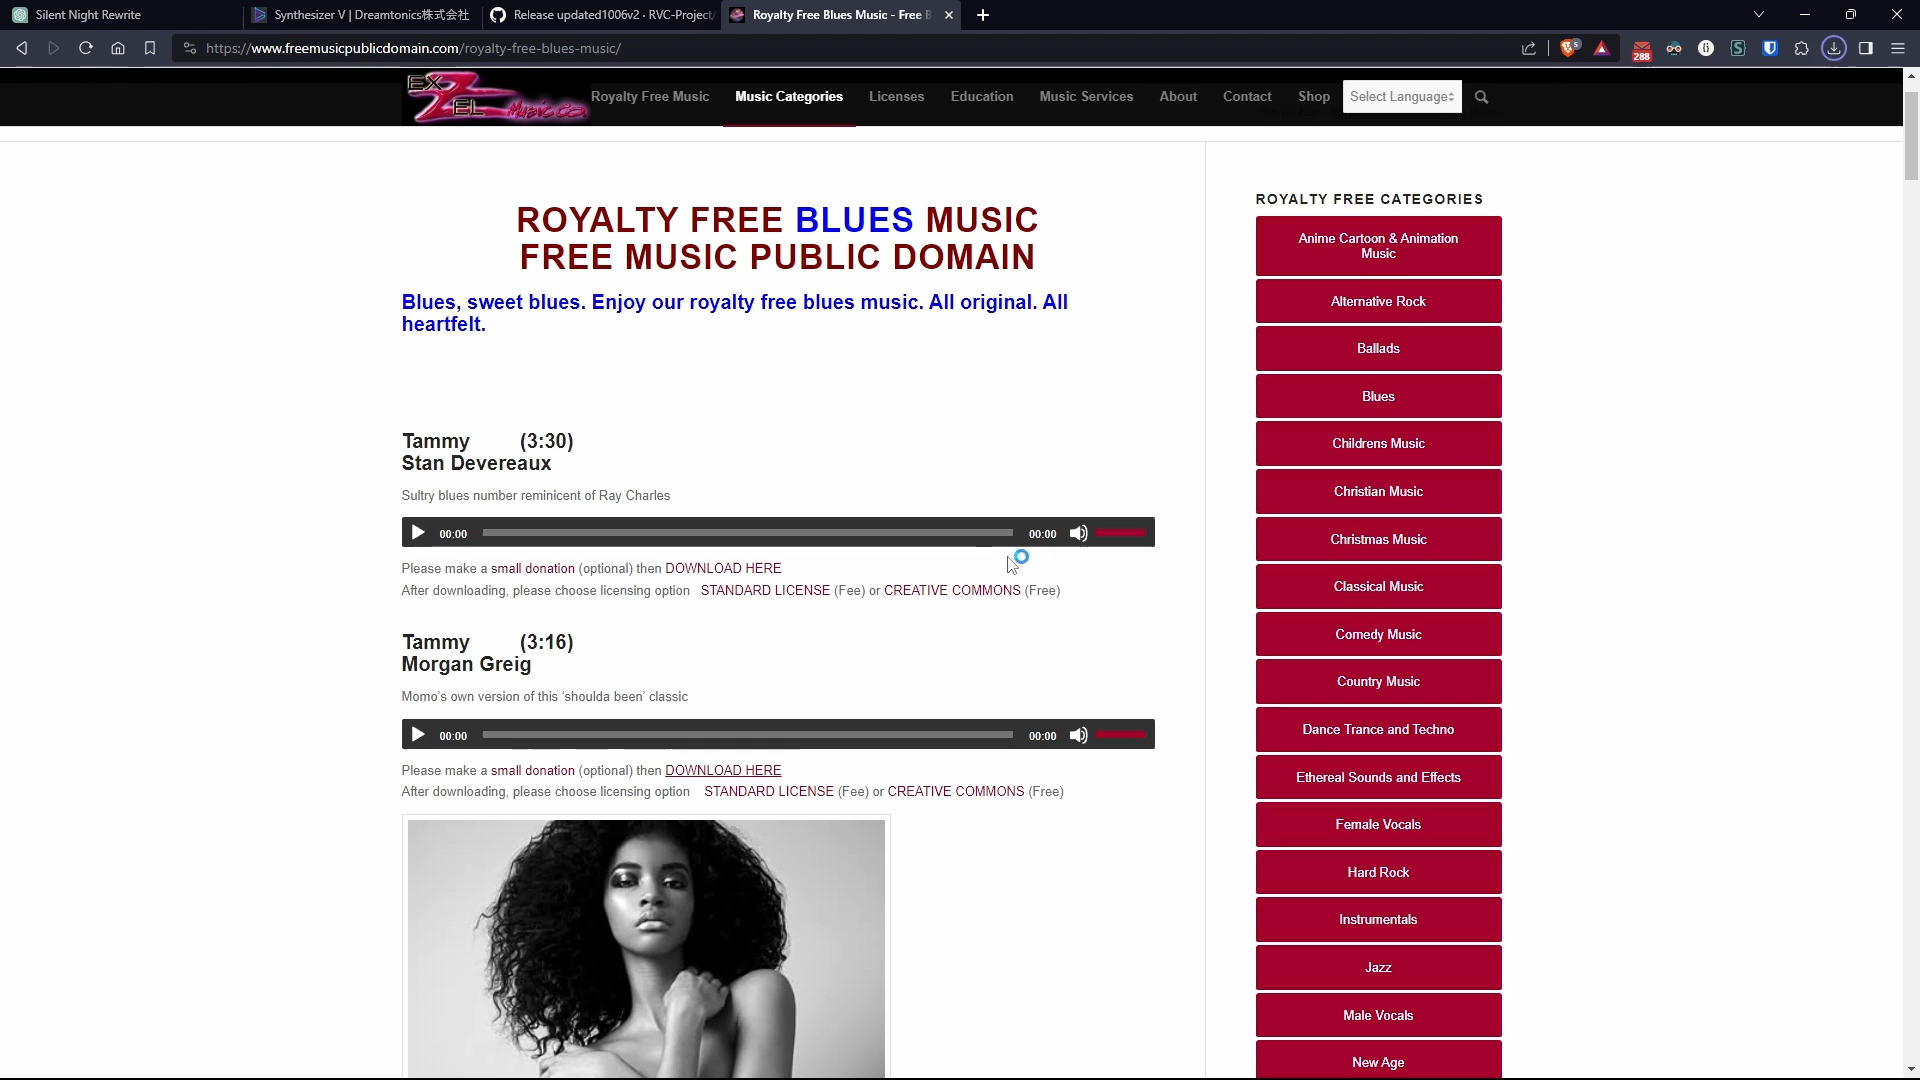 Silent Night Rewrite
Synthesizer V | Dreamtonics株式会社
Release updated1006v2 · RVC-Project/
Royalty Free Blues Music - Free B
https://www.freemusicpublicdomain.com/royalty-free-blues-music/
5
288
EX
ZEL
Music Co.
Royalty Free Music
Music Categories
Licenses
Education
Music Services
About
Contact
Shop
Select Language
ROYALTY FREE BLUES MUSIC
FREE MUSIC PUBLIC DOMAIN
Blues, sweet blues. Enjoy our royalty free blues music. All original. All
heartfelt.
Tammy (3:30)
Stan Devereaux
Sultry blues number reminicent of Ray Charles
00:00 00:00
Please make a small donation (optional) then DOWNLOAD HERE
After downloading, please choose licensing option STANDARD LICENSE (Fee) or CREATIVE COMMONS (Free)
Tammy (3:16)
Morgan Greig
Momo's own version of this 'shoulda been' classic
00:00 00:00
Please make a small donation (optional) then DOWNLOAD HERE
After downloading, please choose licensing option STANDARD LICENSE (Fee) or CREATIVE COMMONS (Free)
ROYALTY FREE CATEGORIES
Anime Cartoon & Animation
Music
Alternative Rock
Ballads
Blues
Childrens Music
Christian Music
Christmas Music
Classical Music
Comedy Music
Country Music
Dance Trance and Techno
Ethereal Sounds and Effects
Female Vocals
Hard Rock
Instrumentals
Jazz
Male Vocals
New Age